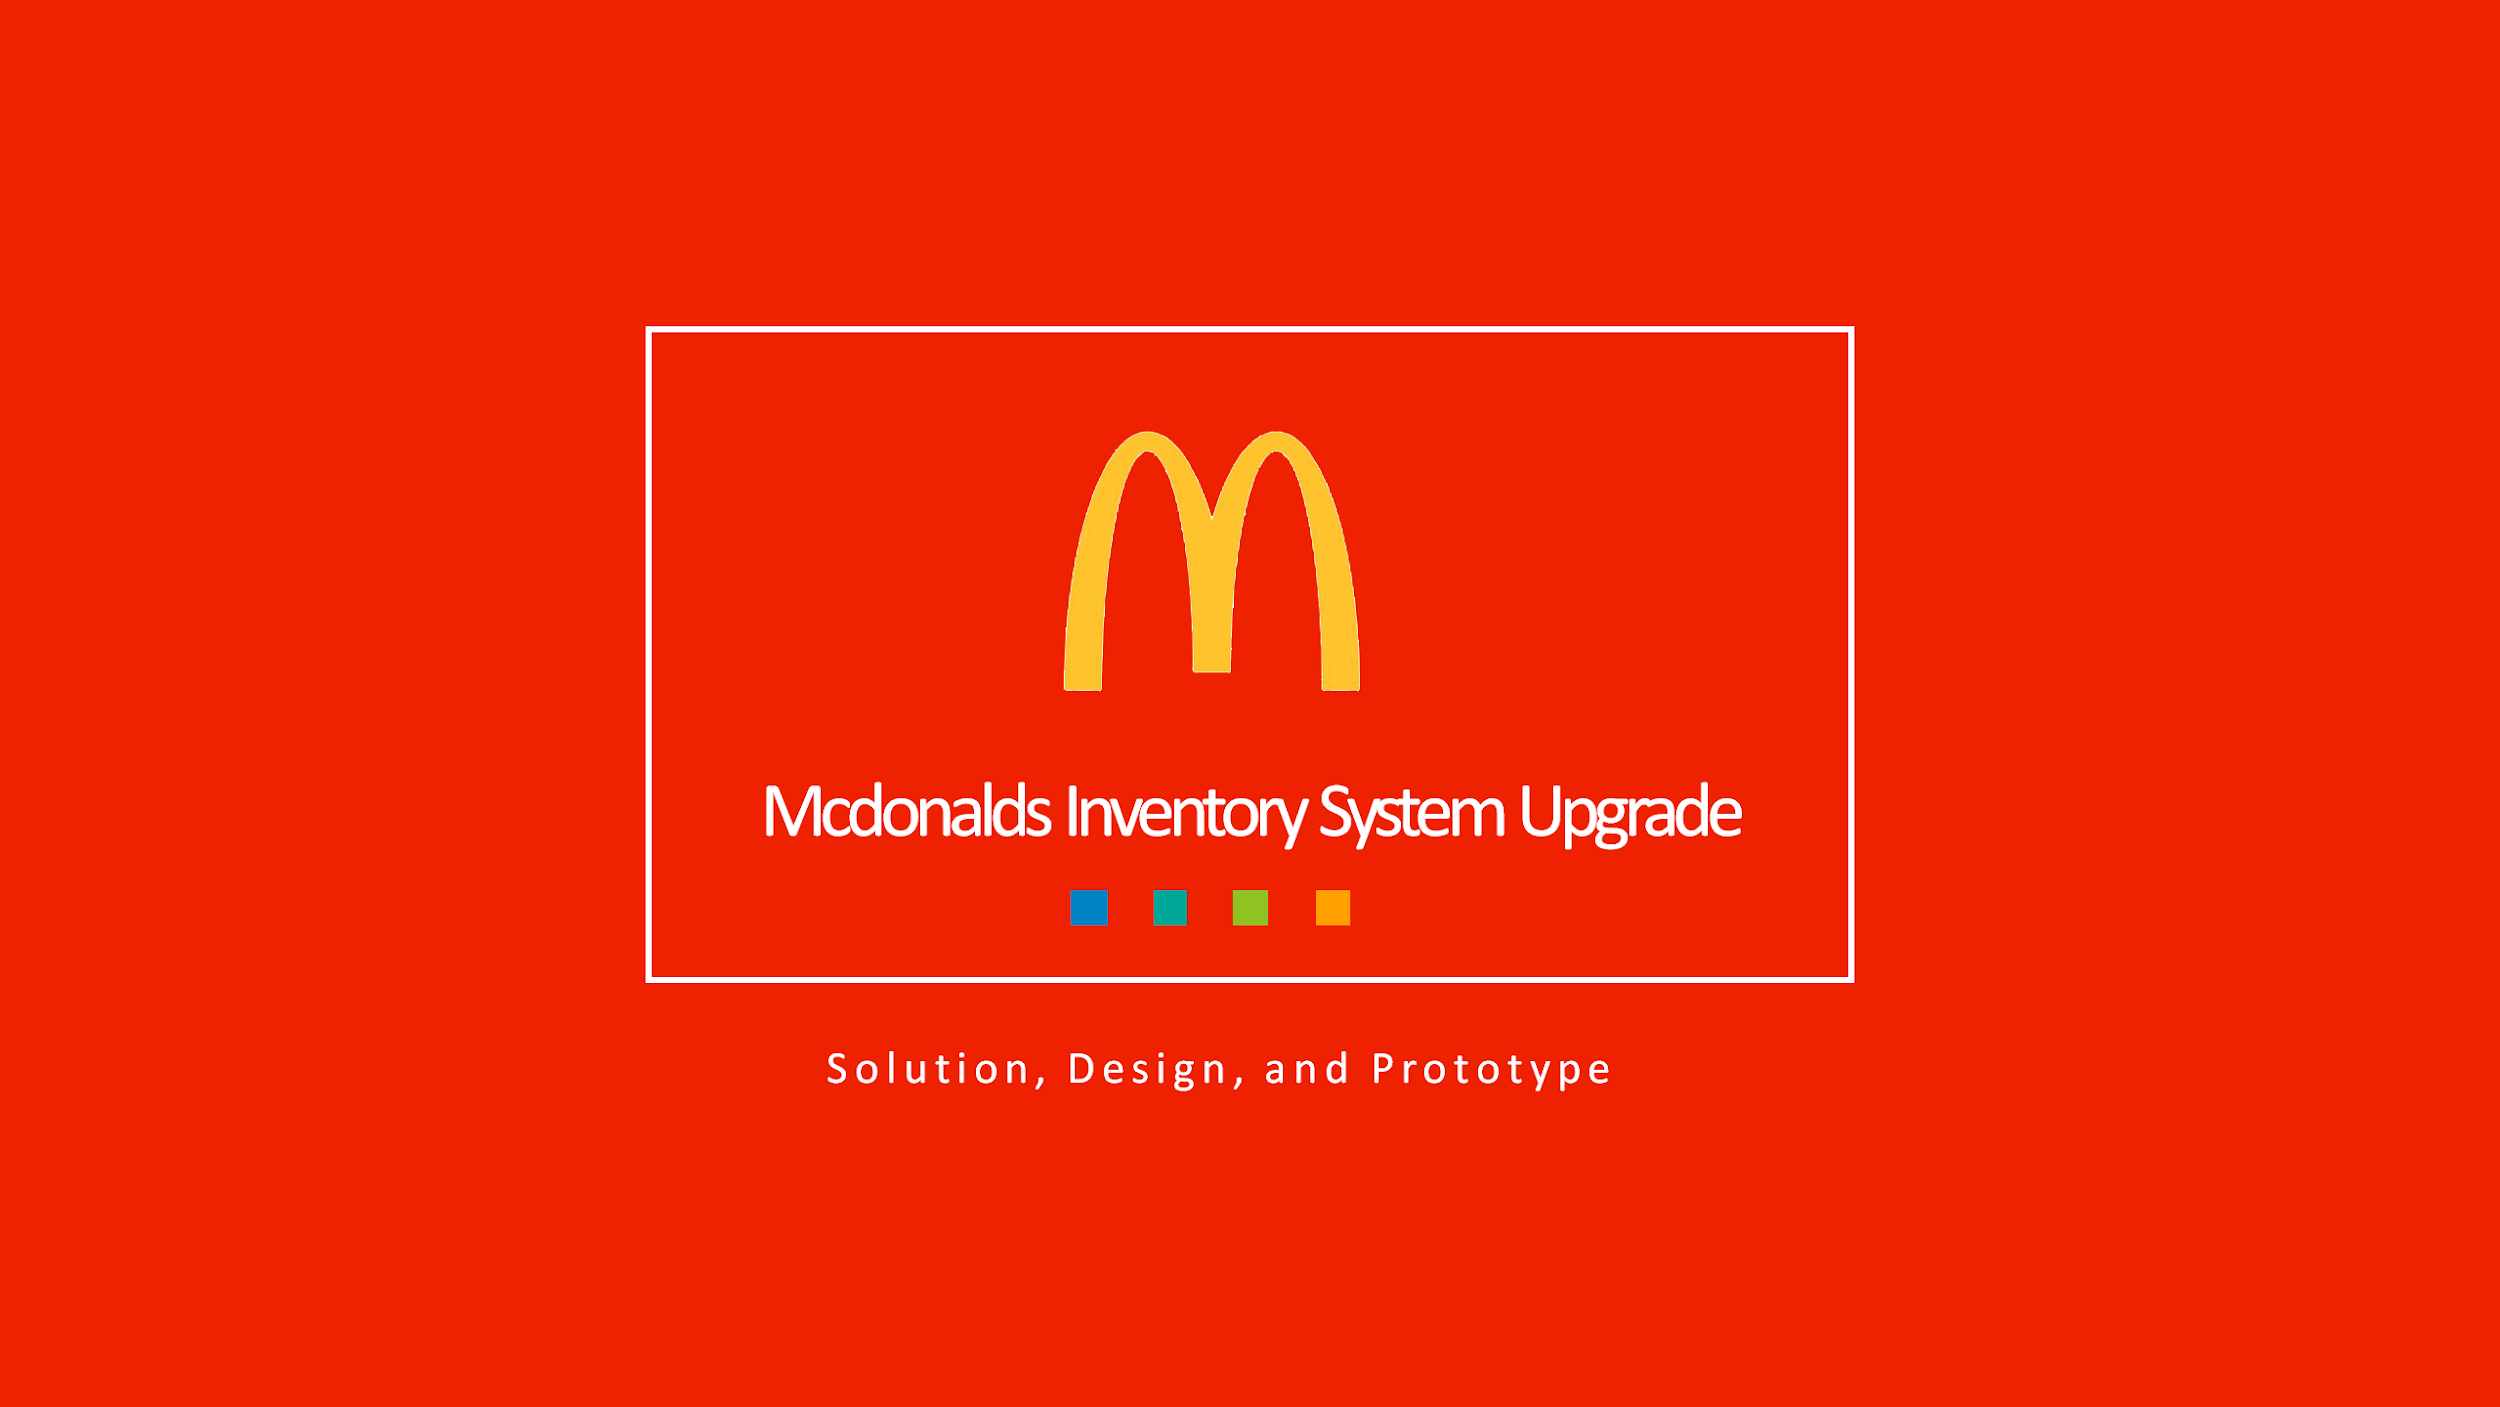 Mcdonalds Inventory System Upgrade
Solution, Design, and Prototype